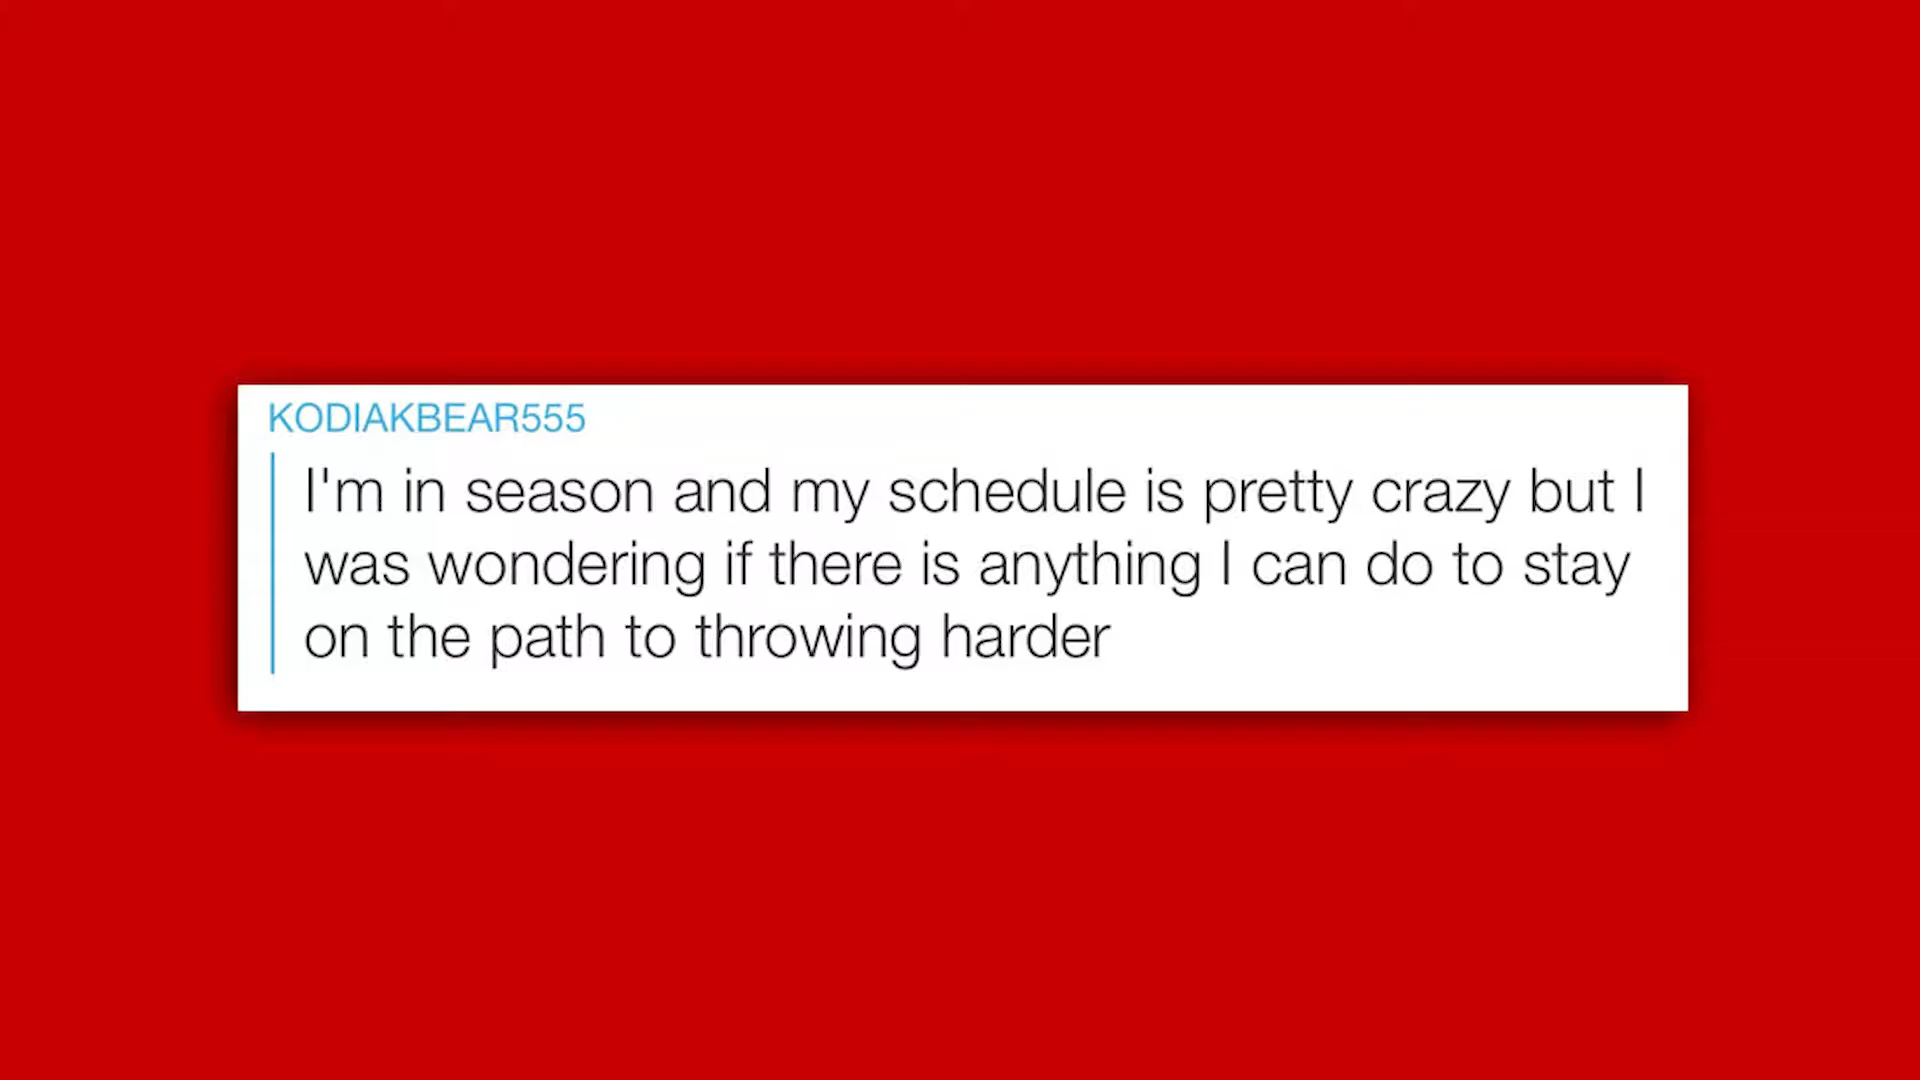 KODIAKBEAR555
I'm in season and my schedule is pretty crazy but I
was wondering if there is anything I can do to stay
on the path to throwing harder